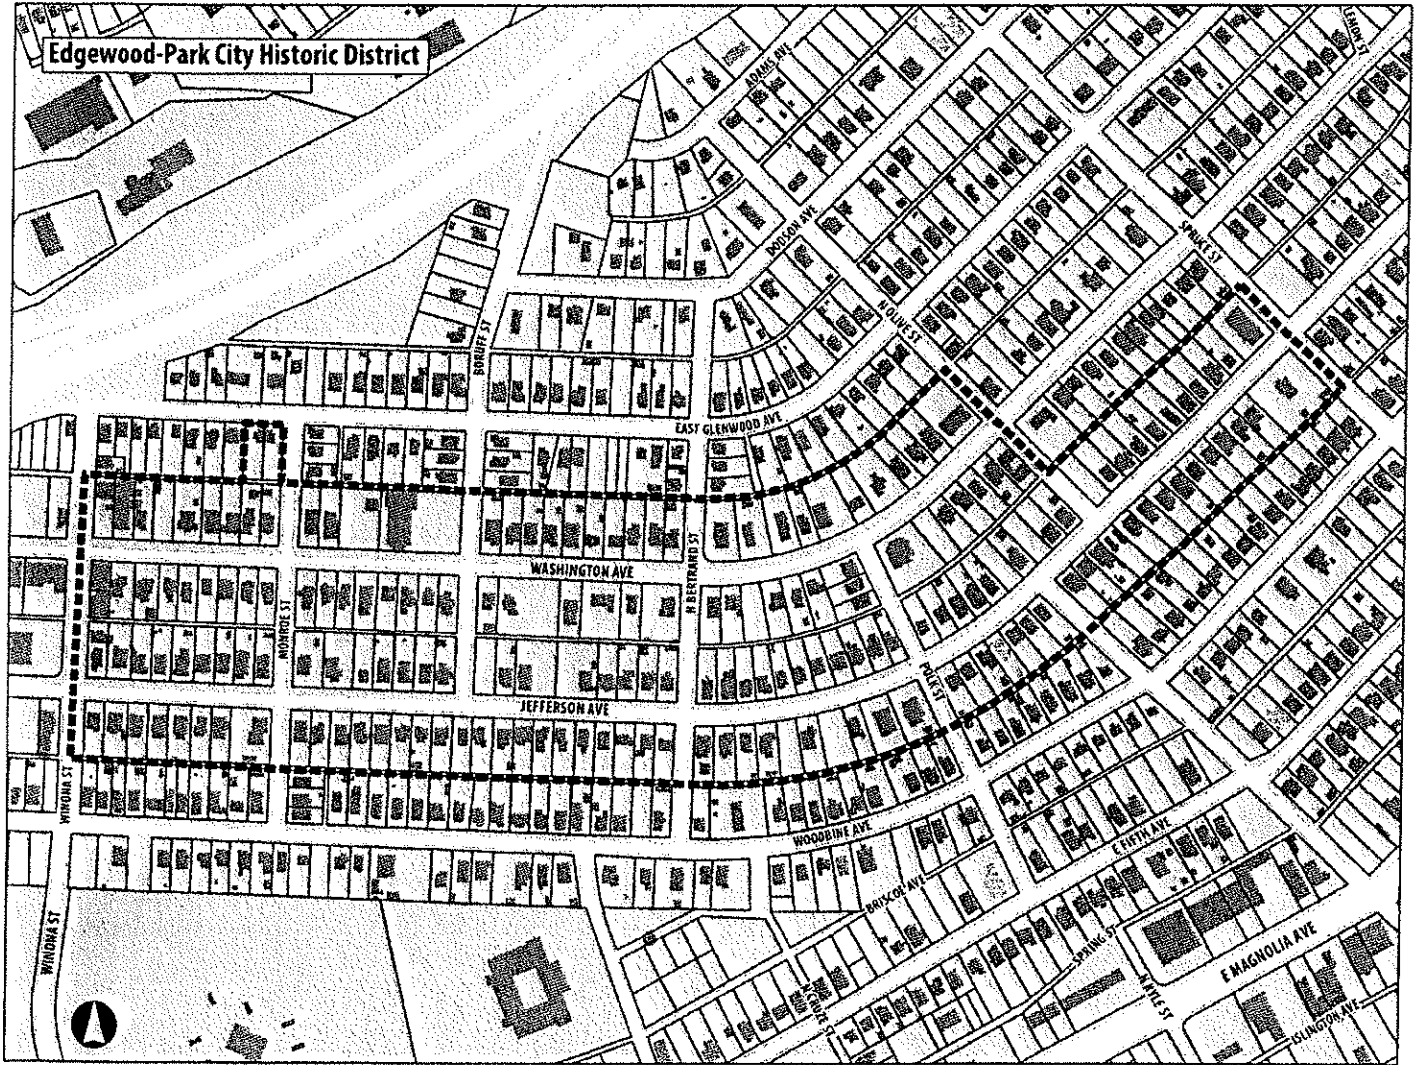 Edgewood-Park City Historic District
LEMON ST
ADAMS AVE
DODSON AVE
SPRUCE ST
N OLIVE ST
BORUFF ST
EAST GLENWOOD AVE
WASHINGTON AVE
N BERTRAND ST
MONROE ST
POLK ST
JEFFERSON AVE
WINONA ST
WOODBINE AVE
E FIFTH AVE
BRISCOE AVE
WINONA ST
SPRING ST
E MAGNOLIA AVE
N KYLE ST
ISLINGTON AVE